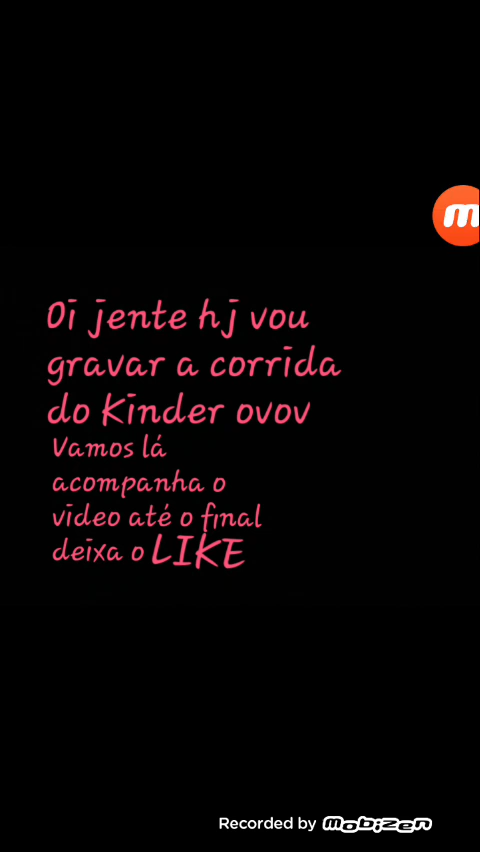 Oi jente hj vou
gravar a corrida
do Kinder ovov
Vamos lá
acompanha o
video até o final
deixa o LIKE
m
Recorded by mobizen